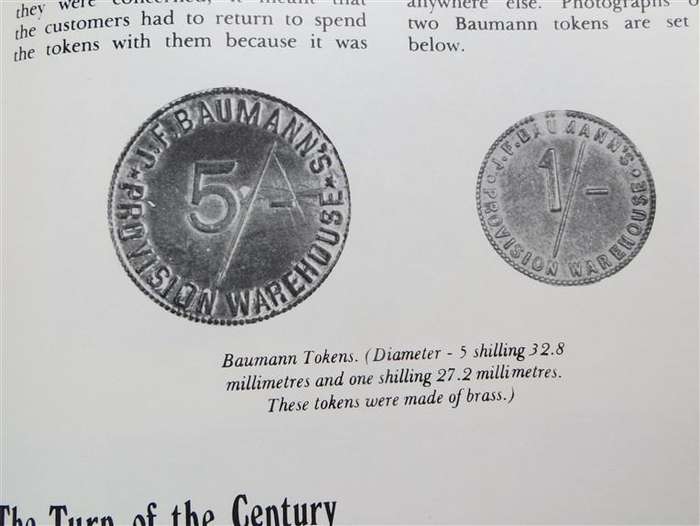 they were concerned, it meant that
the customers had to return to spend
the tokens with them because it was
anywhere else. Photographs
two Baumann tokens are set
below.
J.F.BAUMANN'S
5/-
PROVISION WAREHOUSE
J.F.BAUMANN'S
1/-
PROVISION WAREHOUSE
Baumann Tokens. (Diameter - 5 shilling 32.8
millimetres and one shilling 27.2 millimetres.
These tokens were made of brass.)
The Turn of the Century